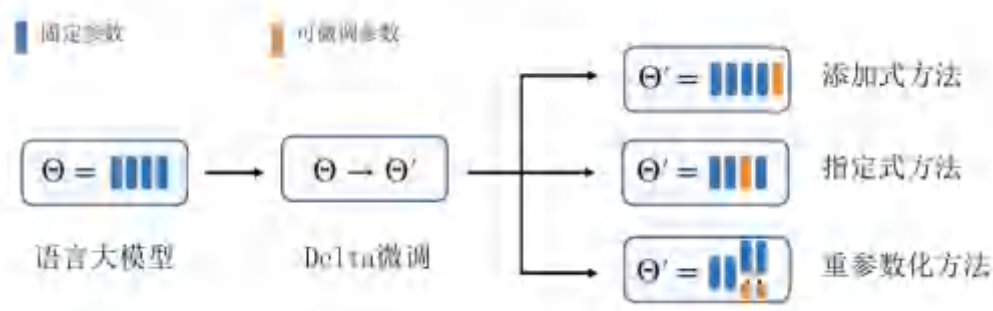 固定参数
可微调参数
Θ′ =
添加式方法
Θ =
Θ → Θ′
Θ′ =
指定式方法
语言大模型
Delta微调
Θ′ =
重参数化方法